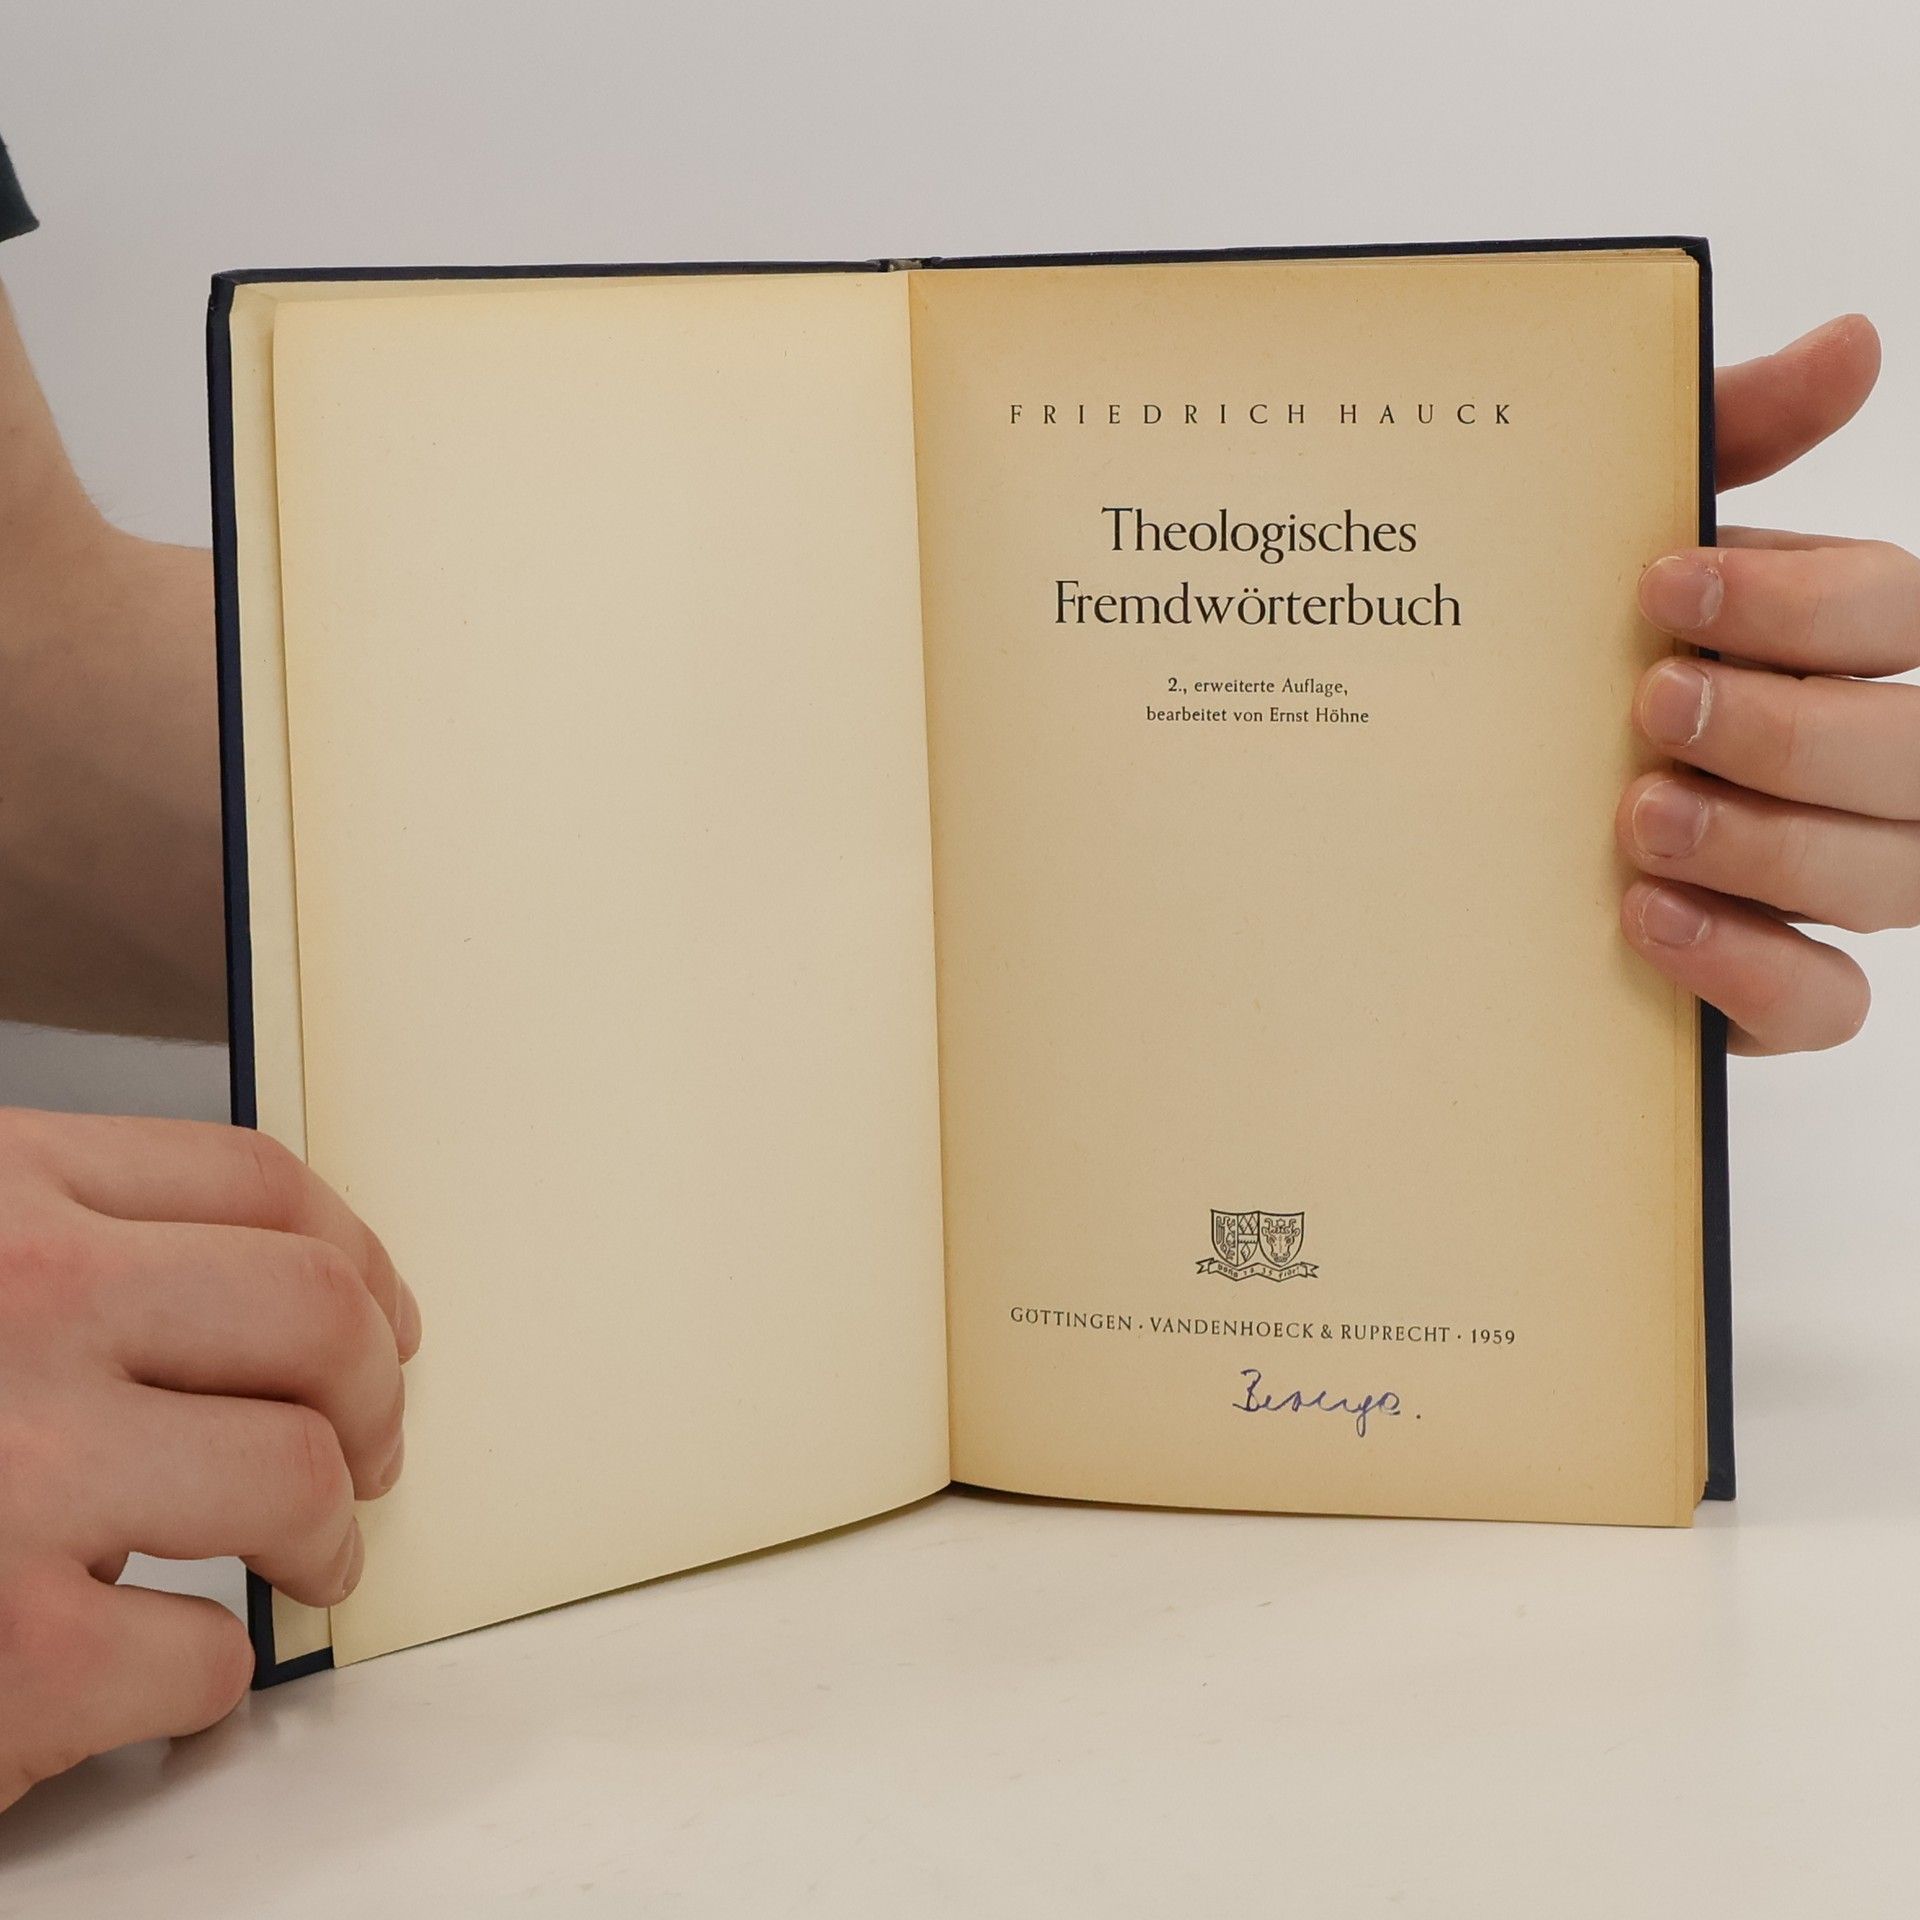 FRIEDRICH HAUCK
Theologisches
Fremdwörterbuch
2., erweiterte Auflage,
bearbeitet von Ernst Höhne
GÖTTINGEN · VANDENHOECK & RUPRECHT · 1959